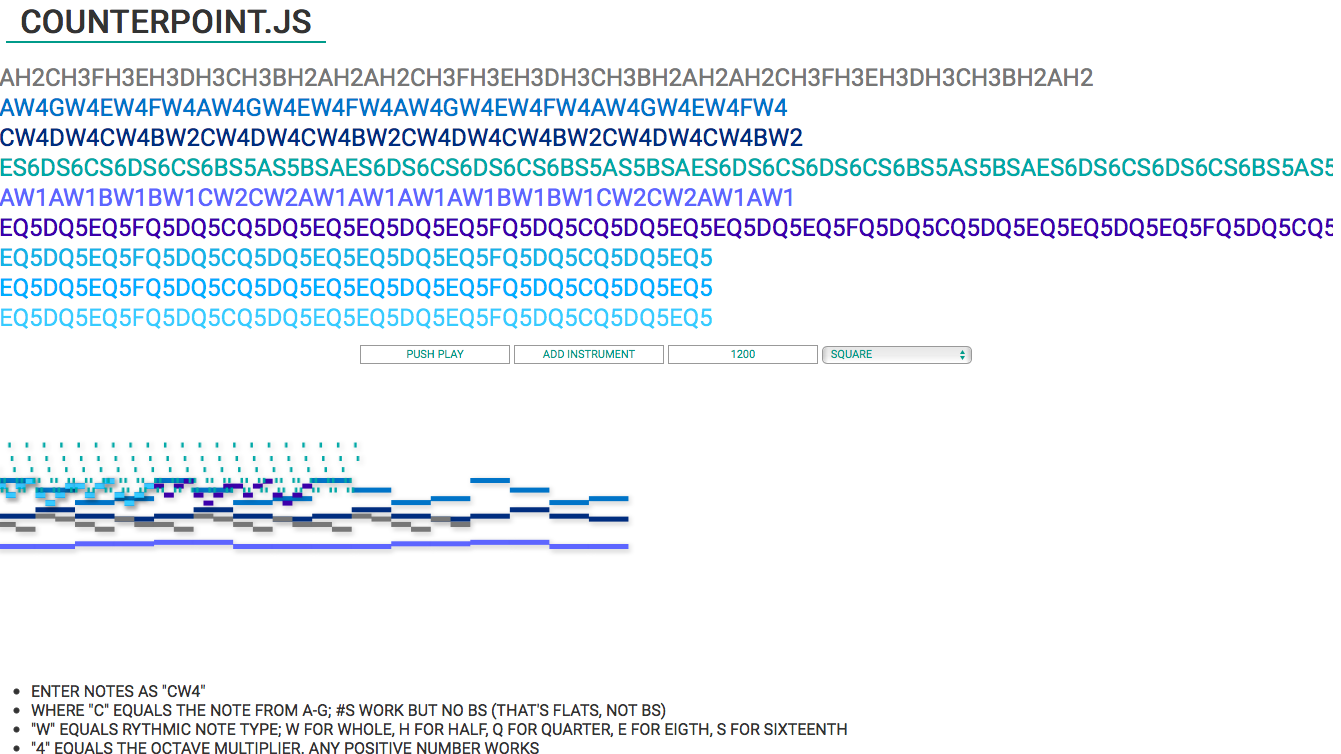 COUNTERPOINT.JS
AH2CH3FH3EH3DH3CH3BH2AH2AH2CH3FH3EH3DH3CH3BH2AH2AH2CH3FH3EH3DH3CH3BH2AH2
AW4GW4EW4FW4AW4GW4EW4FW4AW4GW4EW4FW4AW4GW4EW4FW4
CW4DW4CW4BW2CW4DW4CW4BW2CW4DW4CW4BW2CW4DW4CW4BW2
ES6DS6CS6DS6CS6BS5AS5BSAES6DS6CS6DS6CS6BS5AS5BSAES6DS6CS6DS6CS6BS5AS5BSAES6DS6CS6DS6CS6BS5AS5
AW1AW1BW1BW1CW2CW2AW1AW1AW1AW1BW1BW1CW2CW2AW1AW1
EQ5DQ5EQ5FQ5DQ5CQ5DQ5EQ5EQ5DQ5EQ5FQ5DQ5CQ5DQ5EQ5EQ5DQ5EQ5FQ5DQ5CQ5DQ5EQ5EQ5DQ5EQ5FQ5DQ5CQ5
EQ5DQ5EQ5FQ5DQ5CQ5DQ5EQ5EQ5DQ5EQ5FQ5DQ5CQ5DQ5EQ5
EQ5DQ5EQ5FQ5DQ5CQ5DQ5EQ5EQ5DQ5EQ5FQ5DQ5CQ5DQ5EQ5
EQ5DQ5EQ5FQ5DQ5CQ5DQ5EQ5EQ5DQ5EQ5FQ5DQ5CQ5DQ5EQ5
PUSH PLAY ADD INSTRUMENT 1200 SQUARE
ENTER NOTES AS "CW4"
WHERE "C" EQUALS THE NOTE FROM A-G; #S WORK BUT NO BS (THAT'S FLATS, NOT BS)
"W" EQUALS RYTHMIC NOTE TYPE; W FOR WHOLE, H FOR HALF, Q FOR QUARTER, E FOR EIGTH, S FOR SIXTEENTH
"4" EQUALS THE OCTAVE MULTIPLIER. ANY POSITIVE NUMBER WORKS